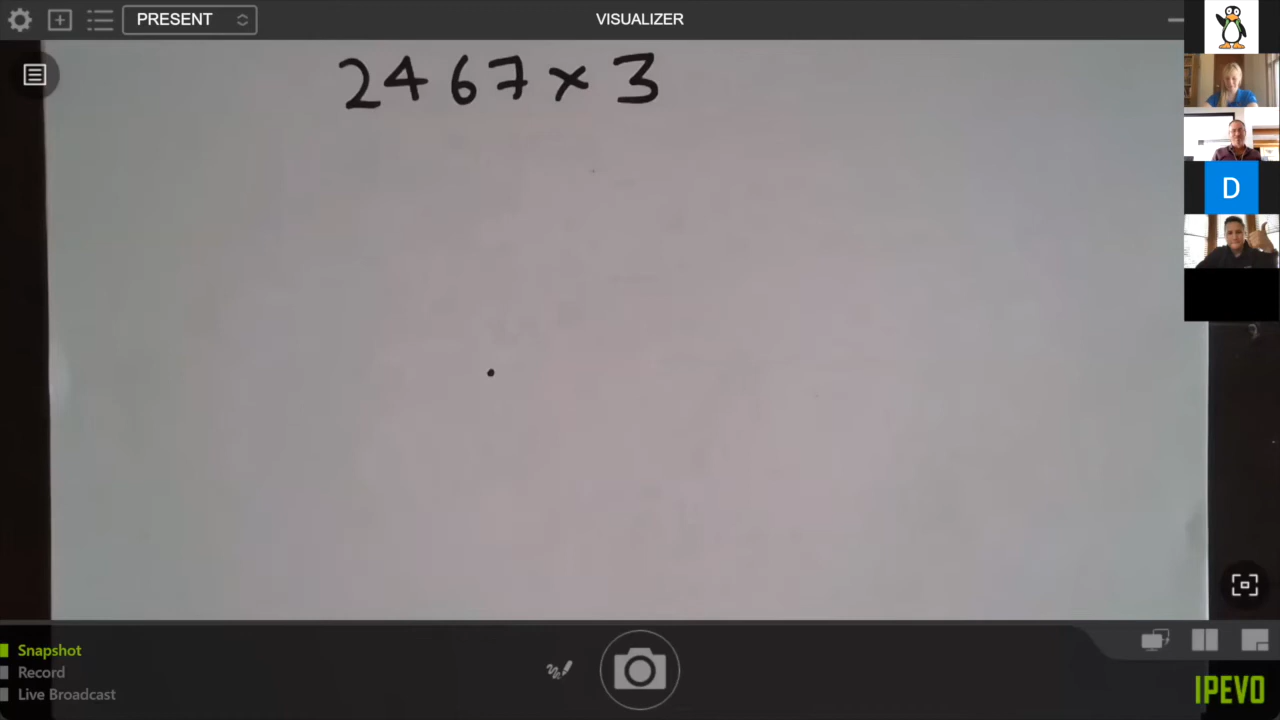 PRESENT
VISUALIZER
2467 × 3
D
Snapshot
Record
Live Broadcast
IPEVO